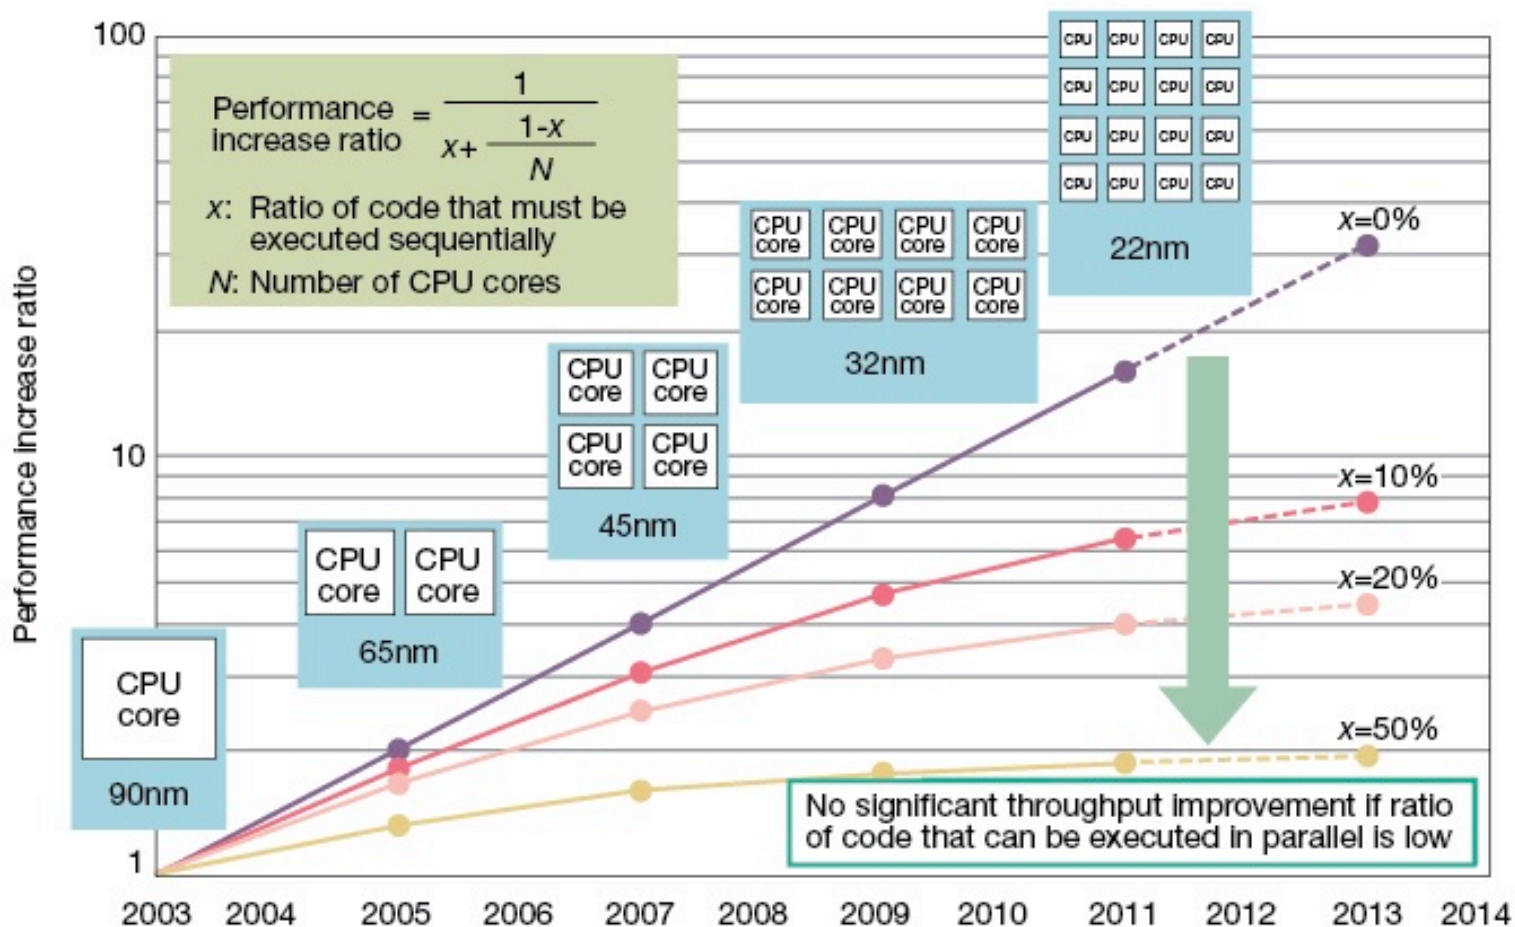 100
10
1
Performance increase ratio
Performance
increase ratio
=
1
x+
1-x
N
x: Ratio of code that must be
executed sequentially
N: Number of CPU cores
CPU
core
90nm
CPU
core
CPU
core
65nm
CPU
core
CPU
core
CPU
core
CPU
core
45nm
CPU
core
CPU
core
CPU
core
CPU
core
CPU
core
CPU
core
CPU
core
CPU
core
32nm
CPU CPU CPU CPU
CPU CPU CPU CPU
CPU CPU CPU CPU
CPU CPU CPU CPU
22nm
x=0%
x=10%
x=20%
x=50%
No significant throughput improvement if ratio
of code that can be executed in parallel is low
2003 2004 2005 2006 2007 2008 2009 2010 2011 2012 2013 2014